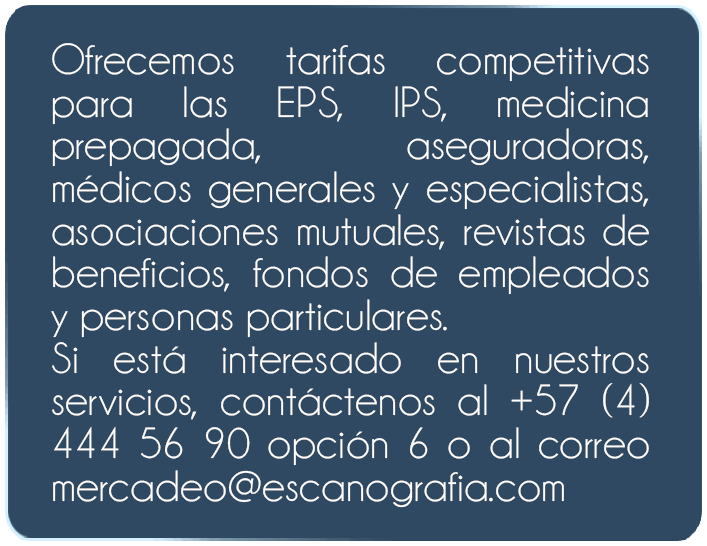 Ofrecemos tarifas competitivas
para las EPS, IPS, medicina
prepagada, aseguradoras,
médicos generales y especialistas,
asociaciones mutuales, revistas de
beneficios, fondos de empleados
y personas particulares.
Si está interesado en nuestros
servicios, contáctenos al +57 (4)
444 56 90 opción 6 o al correo
mercadeo@escanografia.com